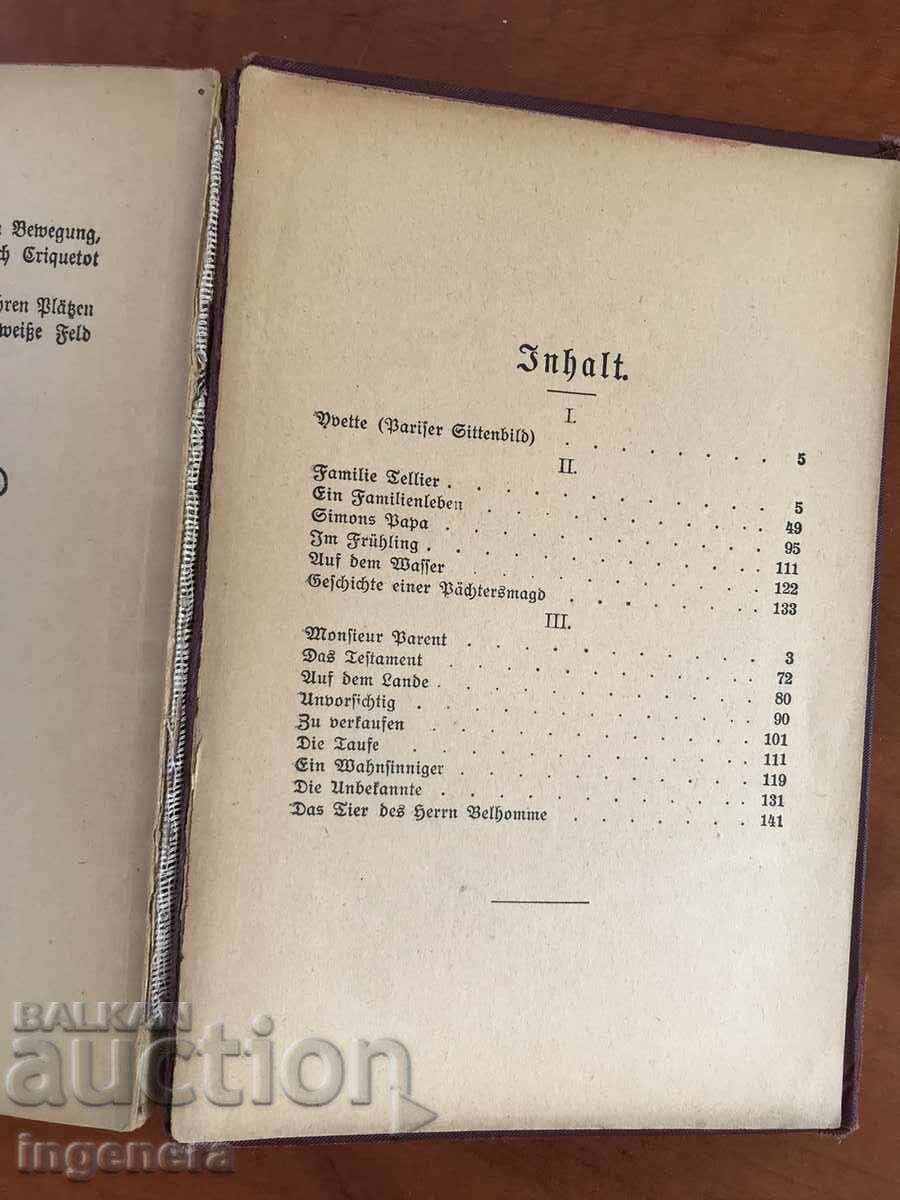 Bewegung,
Criquetot
Plätzen
weiße Feld
Inhalt.
I.
Yvette (Pariser Sittenbild) . . . . . . . . 5
II.
Familie Tellier . . . . . . . . . . 5
Ein Familienleben . . . . . . . . . 49
Simons Papa . . . . . . . . . . 95
Im Frühling . . . . . . . . . . 111
Auf dem Wasser . . . . . . . . . 122
Geschichte einer Pächtersmagd . . . . . . 133
III.
Monsieur Parent . . . . . . . . . 3
Das Testament . . . . . . . . . . 72
Auf dem Lande . . . . . . . . . . 80
Unvorsichtig . . . . . . . . . . 90
Zu verkaufen . . . . . . . . . . 101
Die Taufe . . . . . . . . . . 111
Ein Wahnsinniger . . . . . . . . . 119
Die Unbekannte . . . . . . . . . 131
Das Tier des Herrn Belhomme . . . . . . 141
BALKAN
auction
ingenera